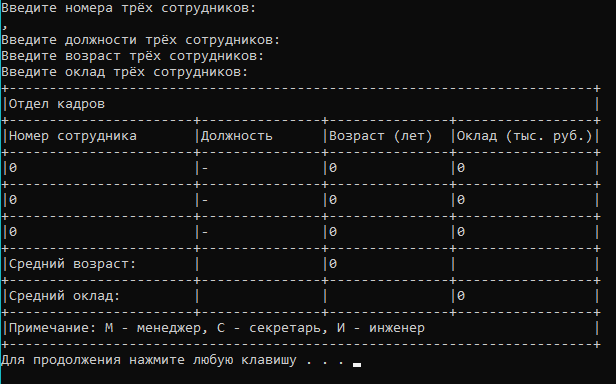 Введите номера трёх сотрудников:
,
Введите должности трёх сотрудников:
Введите возраст трёх сотрудников:
Введите оклад трёх сотрудников:
+-------------------------------------------------------------------------+
|Отдел кадров                                                             |
+-----------------------+---------------+---------------+-----------------+
|Номер сотрудника       |Должность      |Возраст (лет)  |Оклад (тыс. руб.)|
+-----------------------+---------------+---------------+-----------------+
|0                      |-              |0              |0                |
+-----------------------+---------------+---------------+-----------------+
|0                      |-              |0              |0                |
+-----------------------+---------------+---------------+-----------------+
|0                      |-              |0              |0                |
+-----------------------+---------------+---------------+-----------------+
|Средний возраст:       |               |0              |                 |
+-----------------------+---------------+---------------+-----------------+
|Средний оклад:         |               |               |0                |
+-----------------------+---------------+---------------+-----------------+
|Примечание: М - менеджер, С - секретарь, И - инженер                     |
+-------------------------------------------------------------------------+
Для продолжения нажмите любую клавишу . . .